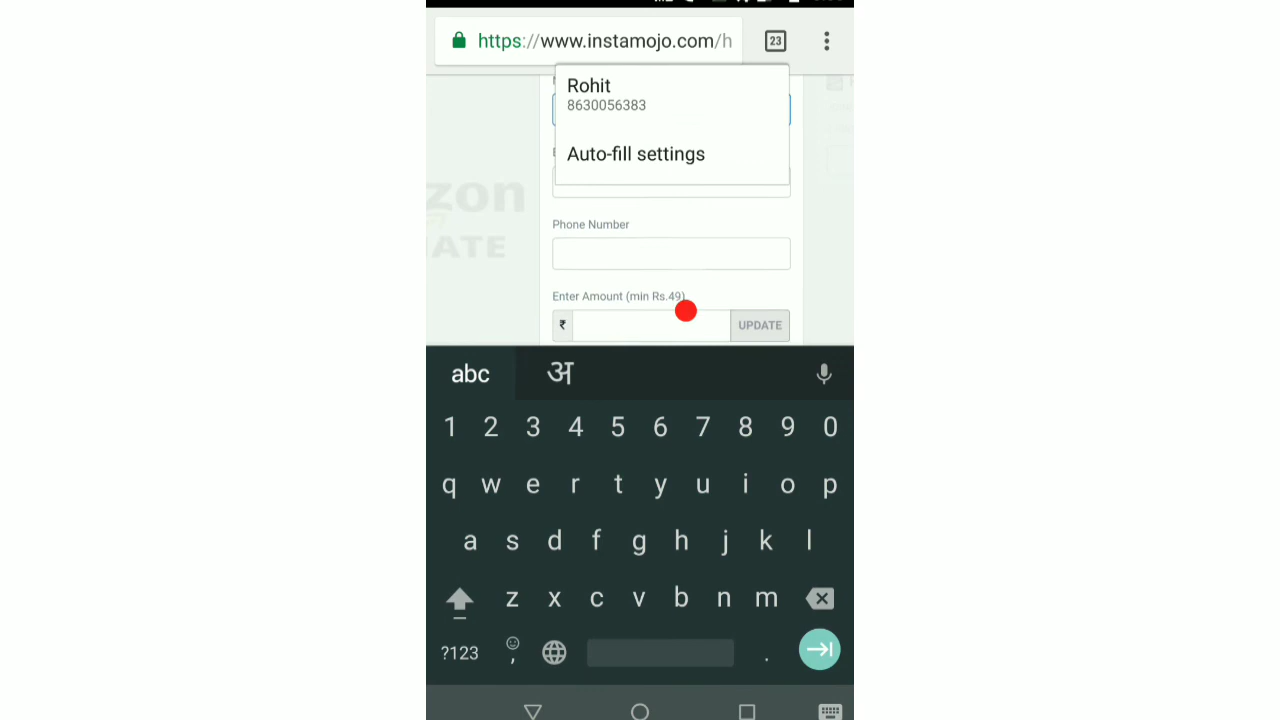 https://www.instamojo.com/h
23
Rohit
8630056383
Auto-fill settings
zon
ATE
Phone Number
Enter Amount (min Rs.49)
₹
UPDATE
abc
अ
1 2 3 4 5 6 7 8 9 0
q w e r t y u i o p
a s d f g h j k l
z x c v b n m
?123
,
.